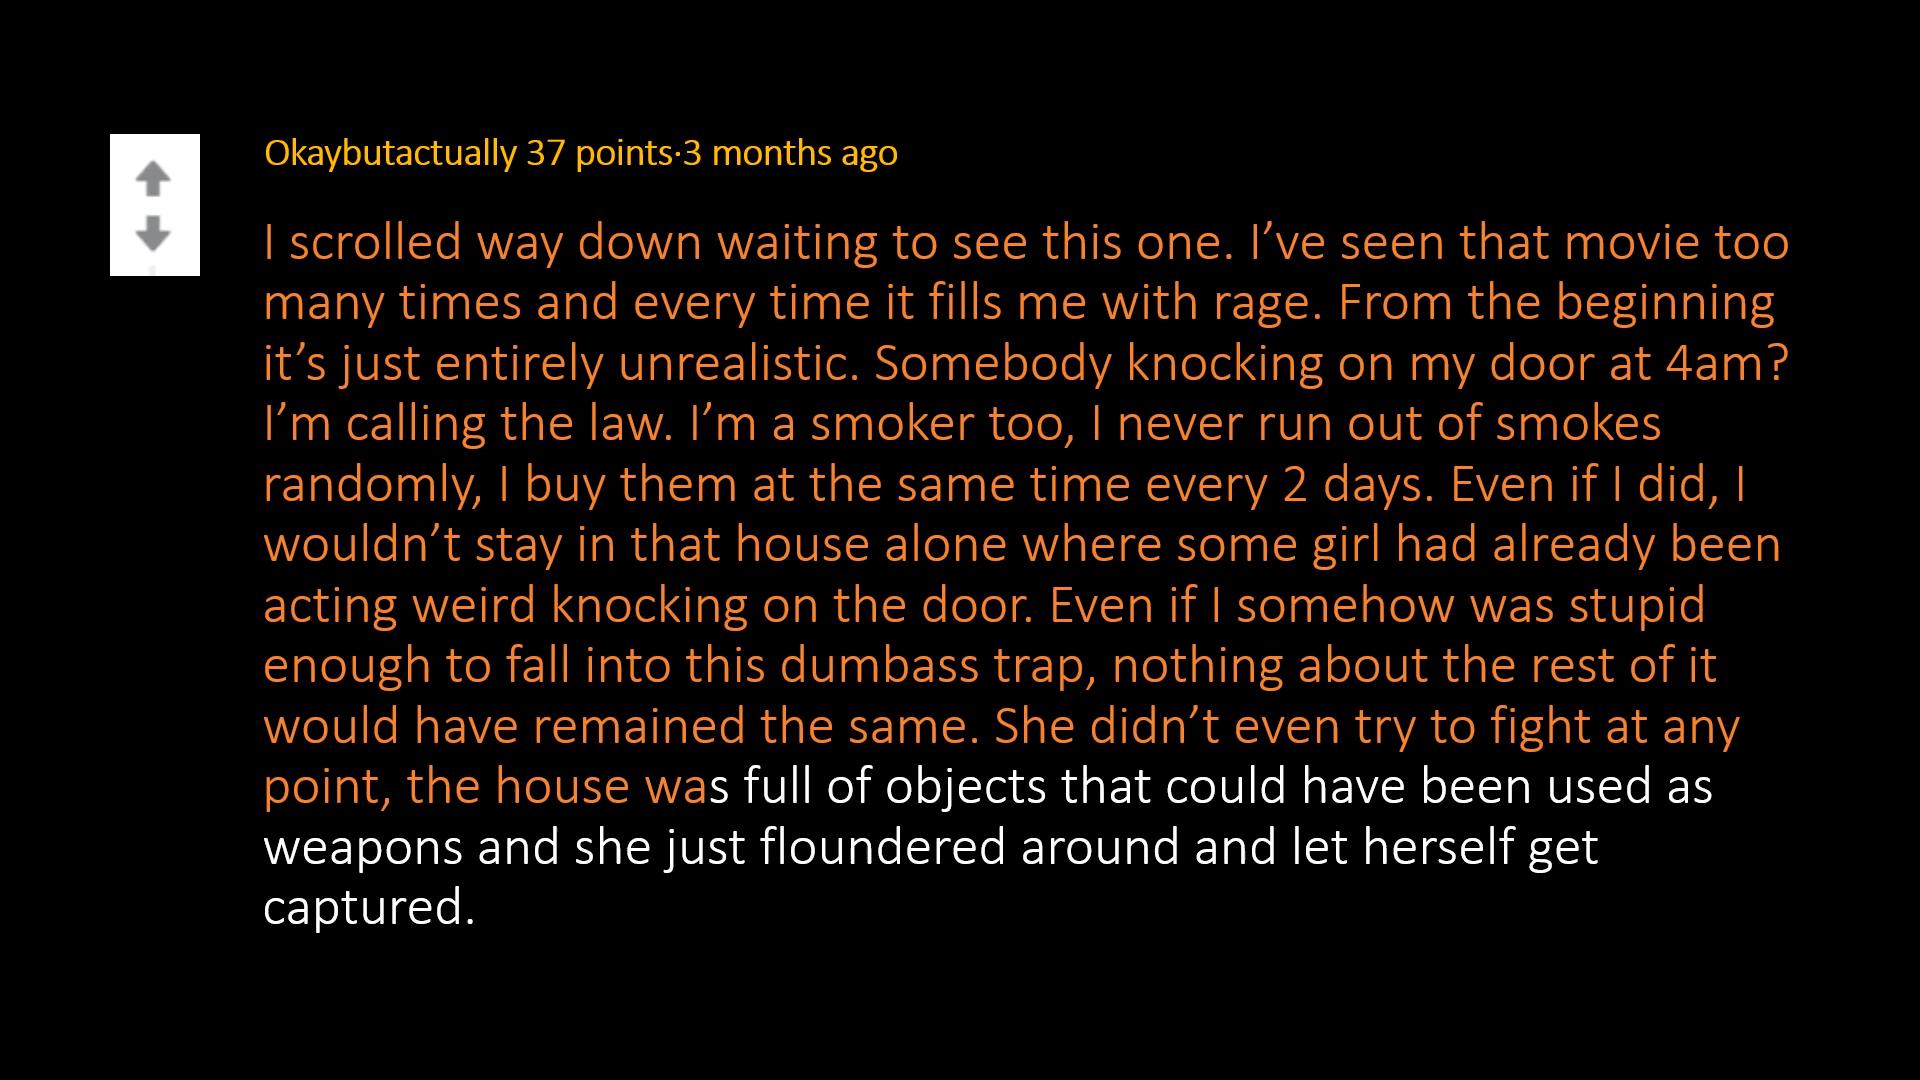 Okaybutactually 37 points·3 months ago
I scrolled way down waiting to see this one. I’ve seen that movie too
many times and every time it fills me with rage. From the beginning
it’s just entirely unrealistic. Somebody knocking on my door at 4am?
I’m calling the law. I’m a smoker too, I never run out of smokes
randomly, I buy them at the same time every 2 days. Even if I did, I
wouldn’t stay in that house alone where some girl had already been
acting weird knocking on the door. Even if I somehow was stupid
enough to fall into this dumbass trap, nothing about the rest of it
would have remained the same. She didn’t even try to fight at any
point, the house was full of objects that could have been used as
weapons and she just floundered around and let herself get
captured.